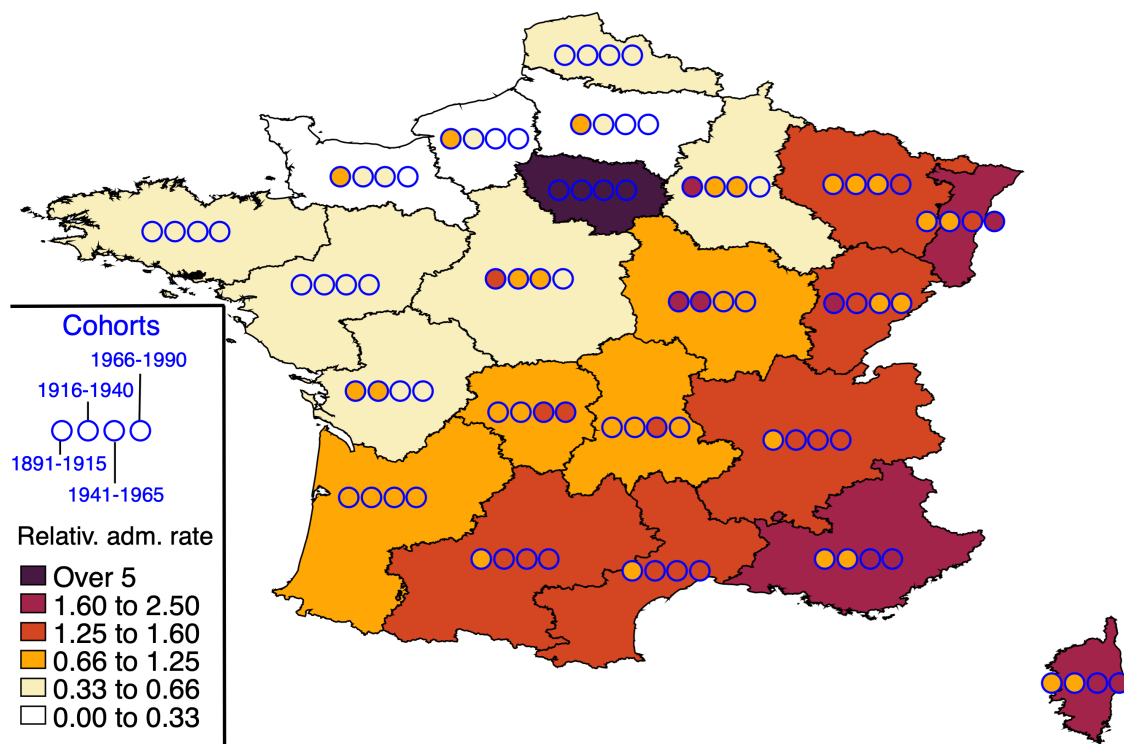 Cohorts
1966-1990
1916-1940
1891-1915
1941-1965
Relativ. adm. rate
Over 5
1.60 to 2.50
1.25 to 1.60
0.66 to 1.25
0.33 to 0.66
0.00 to 0.33